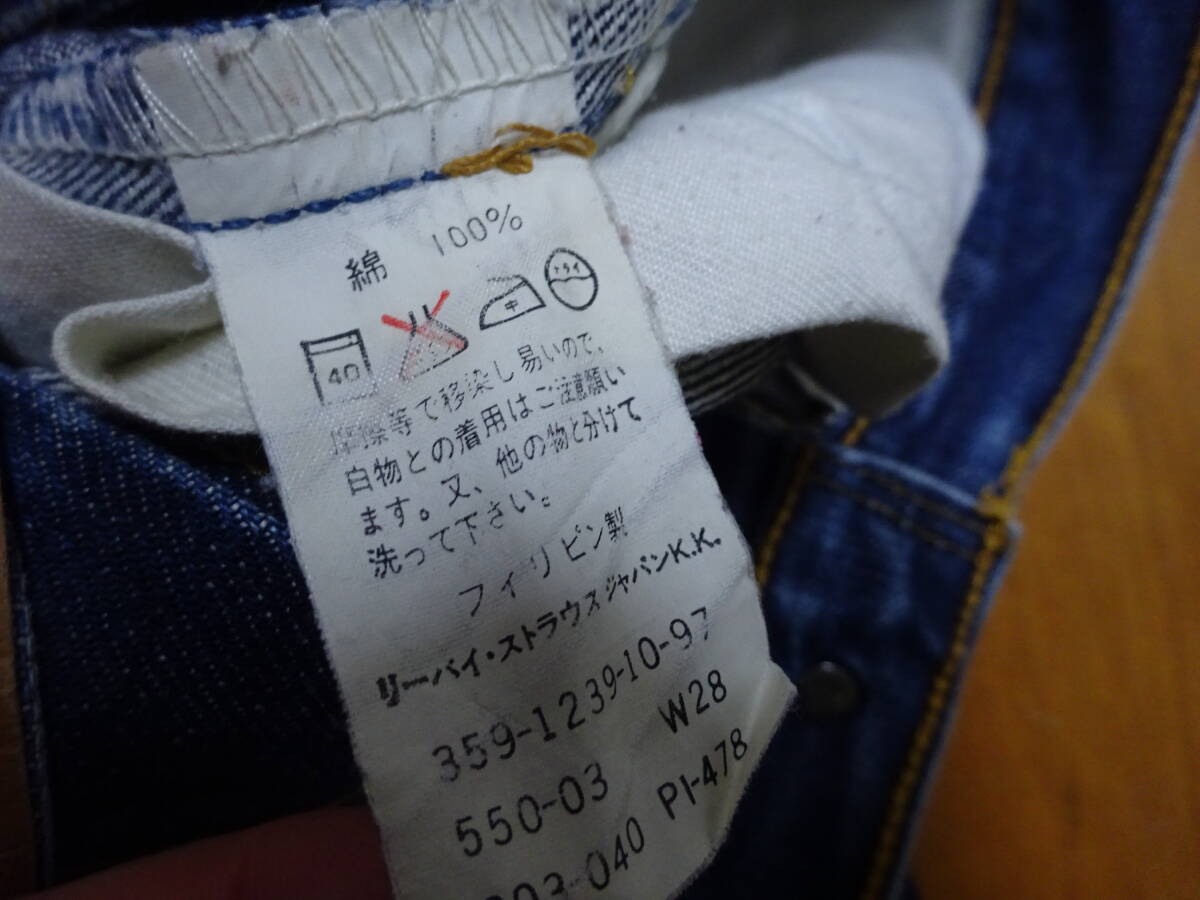 綿 100%
40 中 ドライ
摩擦等で移染し易いので、
白物との着用はご注意願い
ます。又、他の物と分けて
洗って下さい。
フィリピン製
リーバイ・ストラウス ジャパンK.K.
359-1239-10-97
550-03 W28
03-040 PI-478